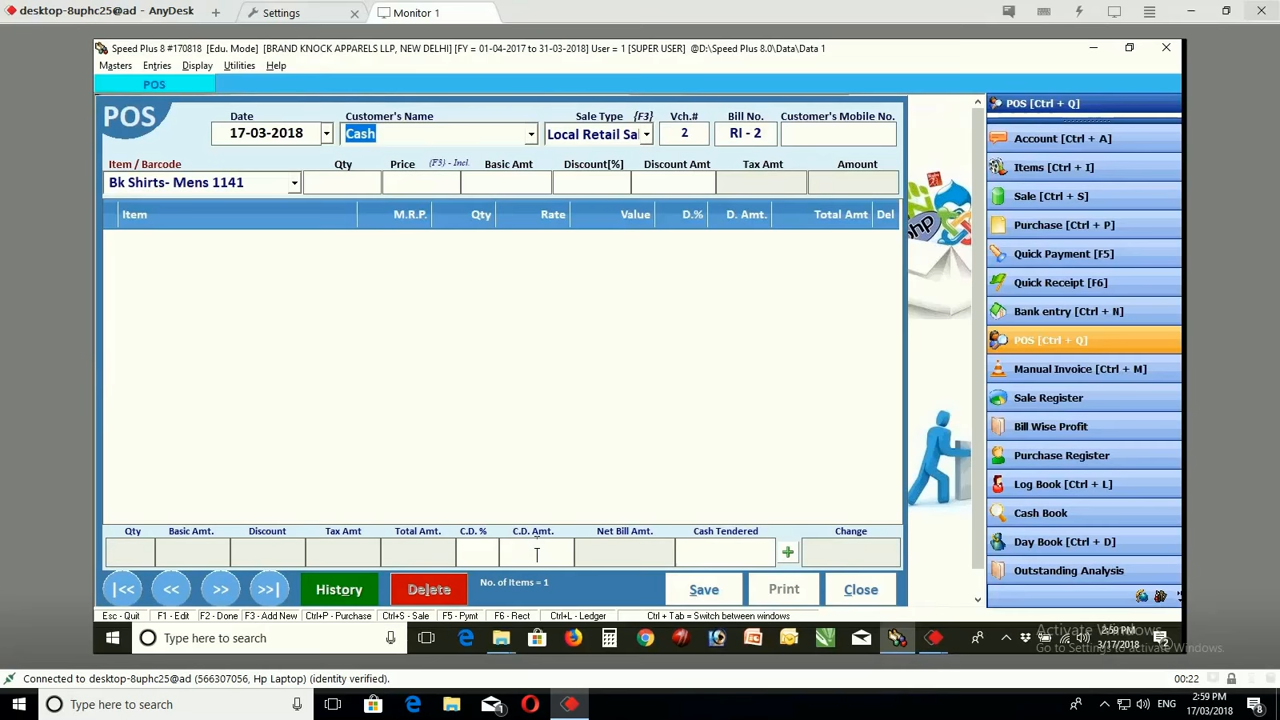 desktop-8uphc25@ad - AnyDesk
Settings
Monitor 1
Speed Plus 8 #170818 [Edu. Mode] [BRAND KNOCK APPARELS LLP, NEW DELHI] [FY = 01-04-2017 to 31-03-2018] User = 1 [SUPER USER] @D:\Speed Plus 8.0\Data\Data 1
Masters Entries Display Utilities Help
POS
POS
Date Customer's Name Sale Type {F3} Vch.# Bill No. Customer's Mobile No.
17-03-2018 Cash Local Retail Sal 2 RI - 2
Item / Barcode Qty Price (F3) - Incl. Basic Amt Discount[%] Discount Amt Tax Amt Amount
Bk Shirts- Mens 1141
Item M.R.P. Qty Rate Value D.% D. Amt. Total Amt Del
Qty Basic Amt. Discount Tax Amt Total Amt. C.D. % C.D. Amt. Net Bill Amt. Cash Tendered Change
|<< << >> >>| History Delete No. of Items = 1 Save Print Close
Esc - Quit F1 - Edit F2 - Done F3 - Add New Ctrl+P - Purchase Ctrl+S - Sale F5 - Pymt F6 - Rect Ctrl+L - Ledger Ctrl + Tab = Switch between windows
POS [Ctrl + Q]
Account [Ctrl + A]
Items [Ctrl + I]
Sale [Ctrl + S]
Purchase [Ctrl + P]
Quick Payment [F5]
Quick Receipt [F6]
Bank entry [Ctrl + N]
POS [Ctrl + Q]
Manual Invoice [Ctrl + M]
Sale Register
Bill Wise Profit
Purchase Register
Log Book [Ctrl + L]
Cash Book
Day Book [Ctrl + D]
Outstanding Analysis
php
Type here to search
2:59 PM
3/17/2018
Activate Windows
Go to Settings to activate Windows.
Connected to desktop-8uphc25@ad (566307056, Hp Laptop) (identity verified).
00:22
Type here to search
ENG
2:59 PM
17/03/2018